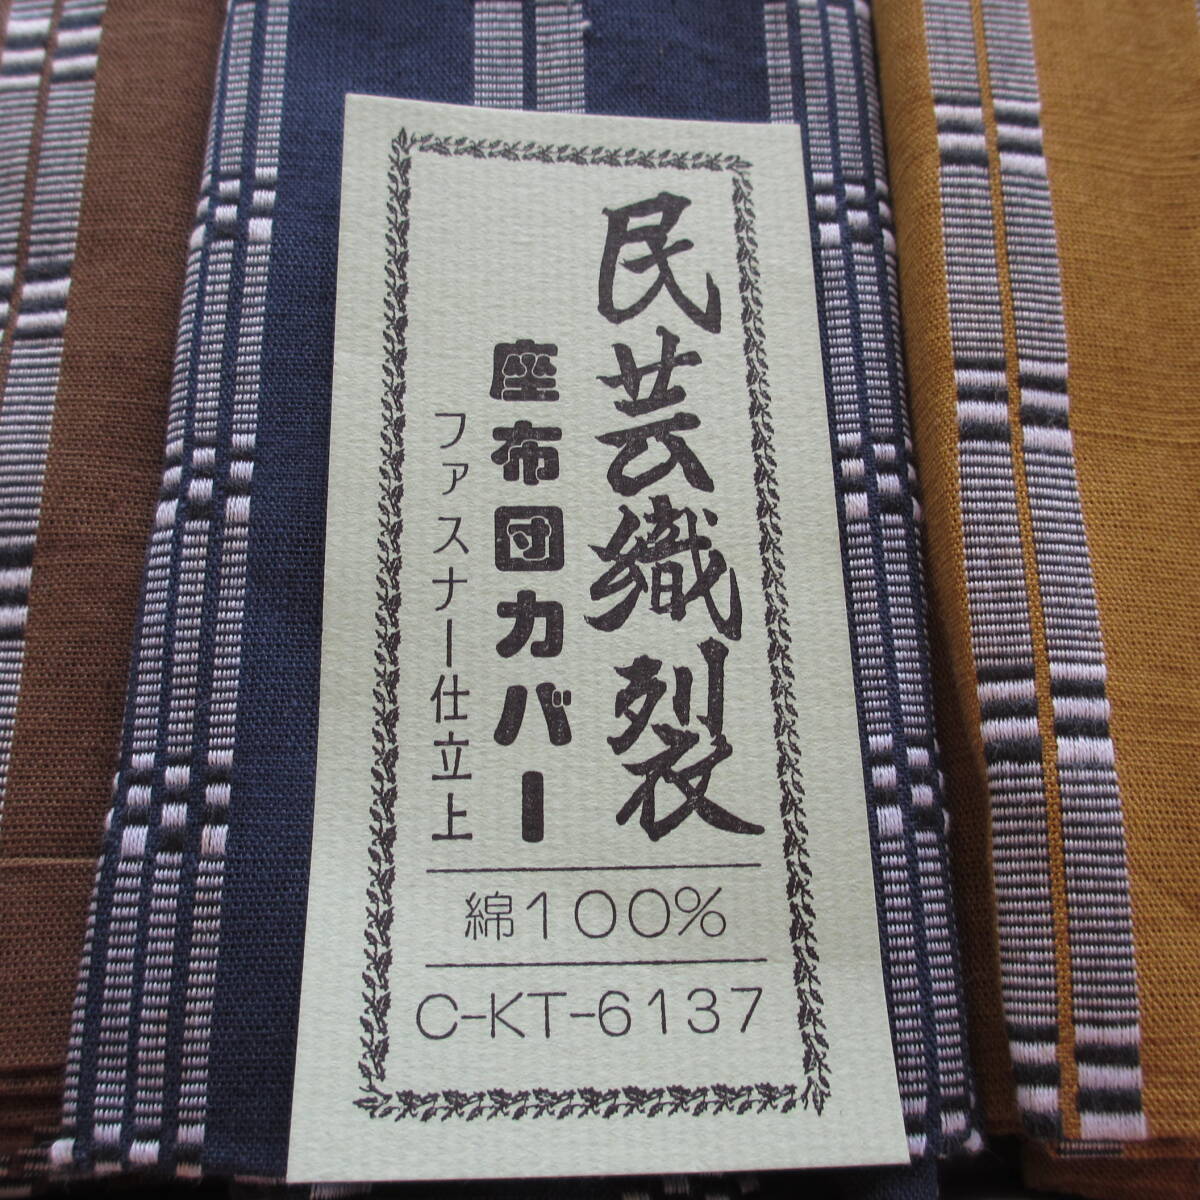 民芸織裂
座布団カバー
ファスナー仕立上
綿100%
C-KT-6137